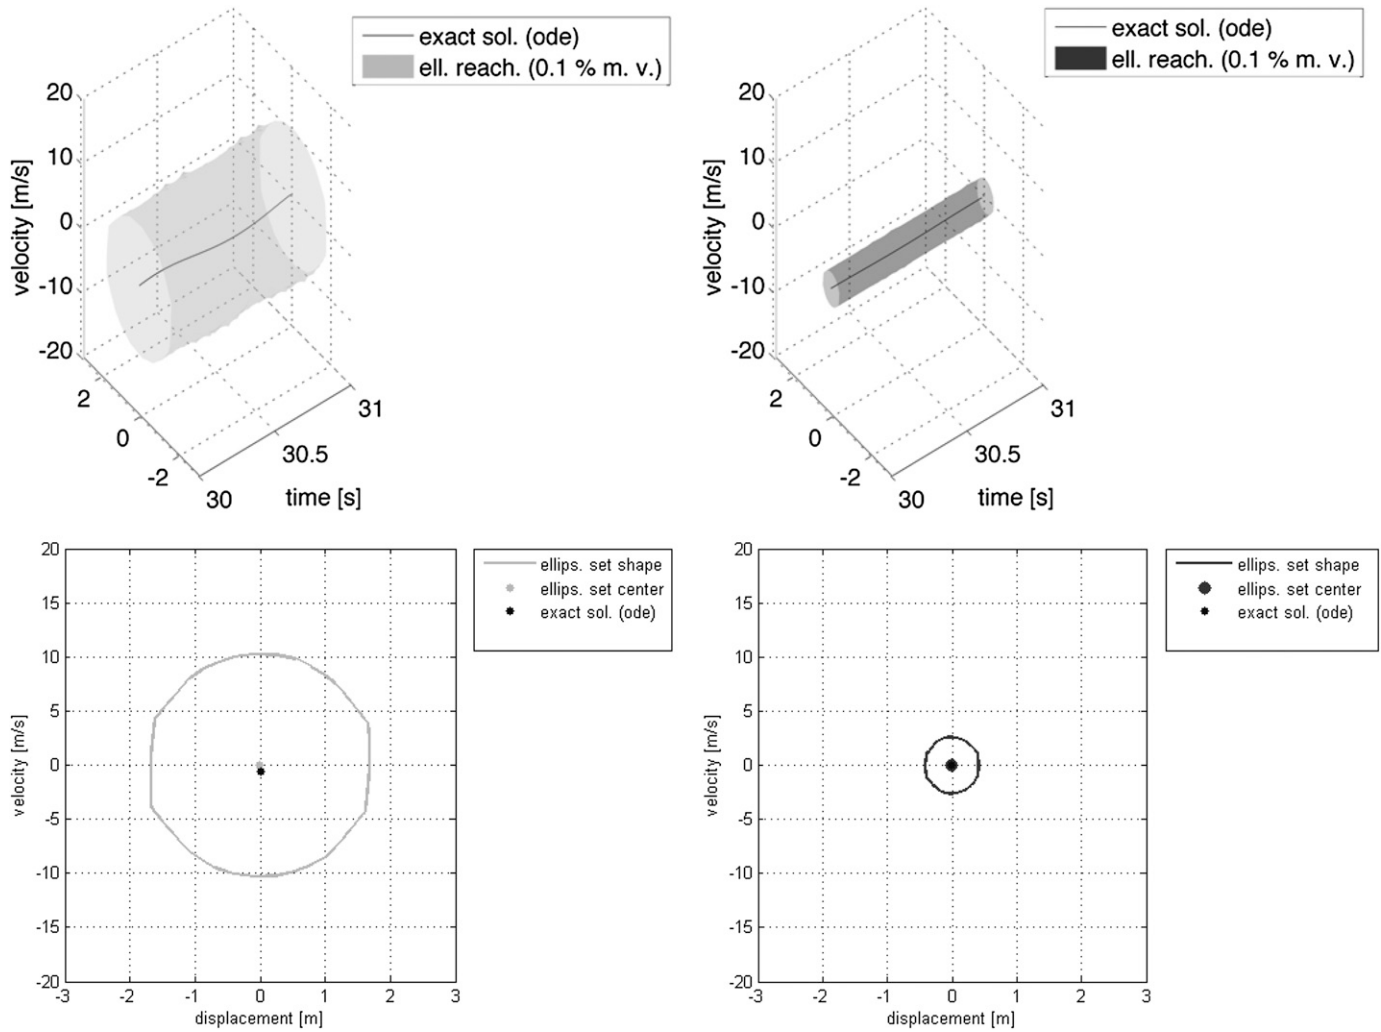 exact sol. (ode)
ell. reach. (0.1 % m. v.)
20
10
0
-10
-20
velocity [m/s]
2
0
-2
30
30.5
31
time [s]
exact sol. (ode)
ell. reach. (0.1 % m. v.)
20
10
0
-10
-20
velocity [m/s]
2
0
-2
30
30.5
31
time [s]
20
15
10
5
0
-5
-10
-15
-20
velocity [m/s]
-3 -2 -1 0 1 2 3
displacement [m]
ellips. set shape
ellips. set center
exact sol. (ode)
20
15
10
5
0
-5
-10
-15
-20
velocity [m/s]
-3 -2 -1 0 1 2 3
displacement [m]
ellips. set shape
ellips. set center
exact sol. (ode)